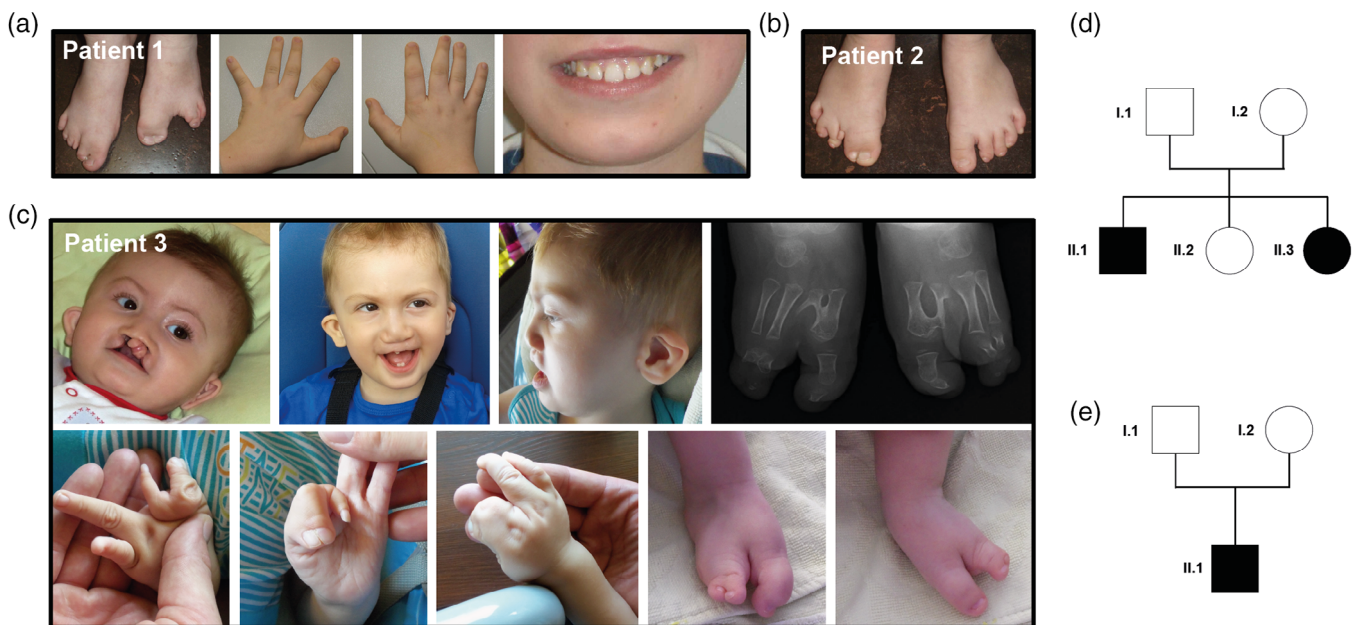 (a)
Patient 1
(b)
Patient 2
(c)
Patient 3
(d)
I.1
I.2
II.1
II.2
II.3
(e)
I.1
I.2
II.1